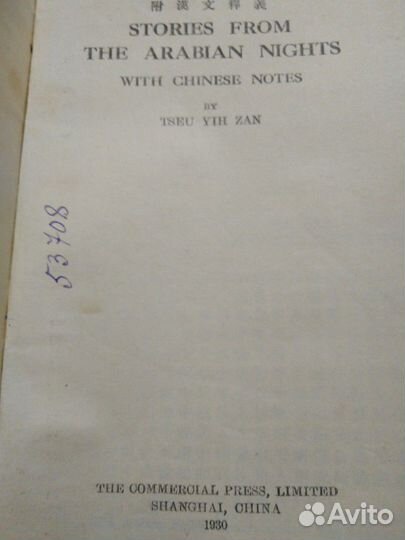 附漢文釋義
STORIES FROM
THE ARABIAN NIGHTS
WITH CHINESE NOTES
BY
TSEU YIH ZAN
53708
THE COMMERCIAL PRESS, LIMITED
SHANGHAI, CHINA
1930
Avito